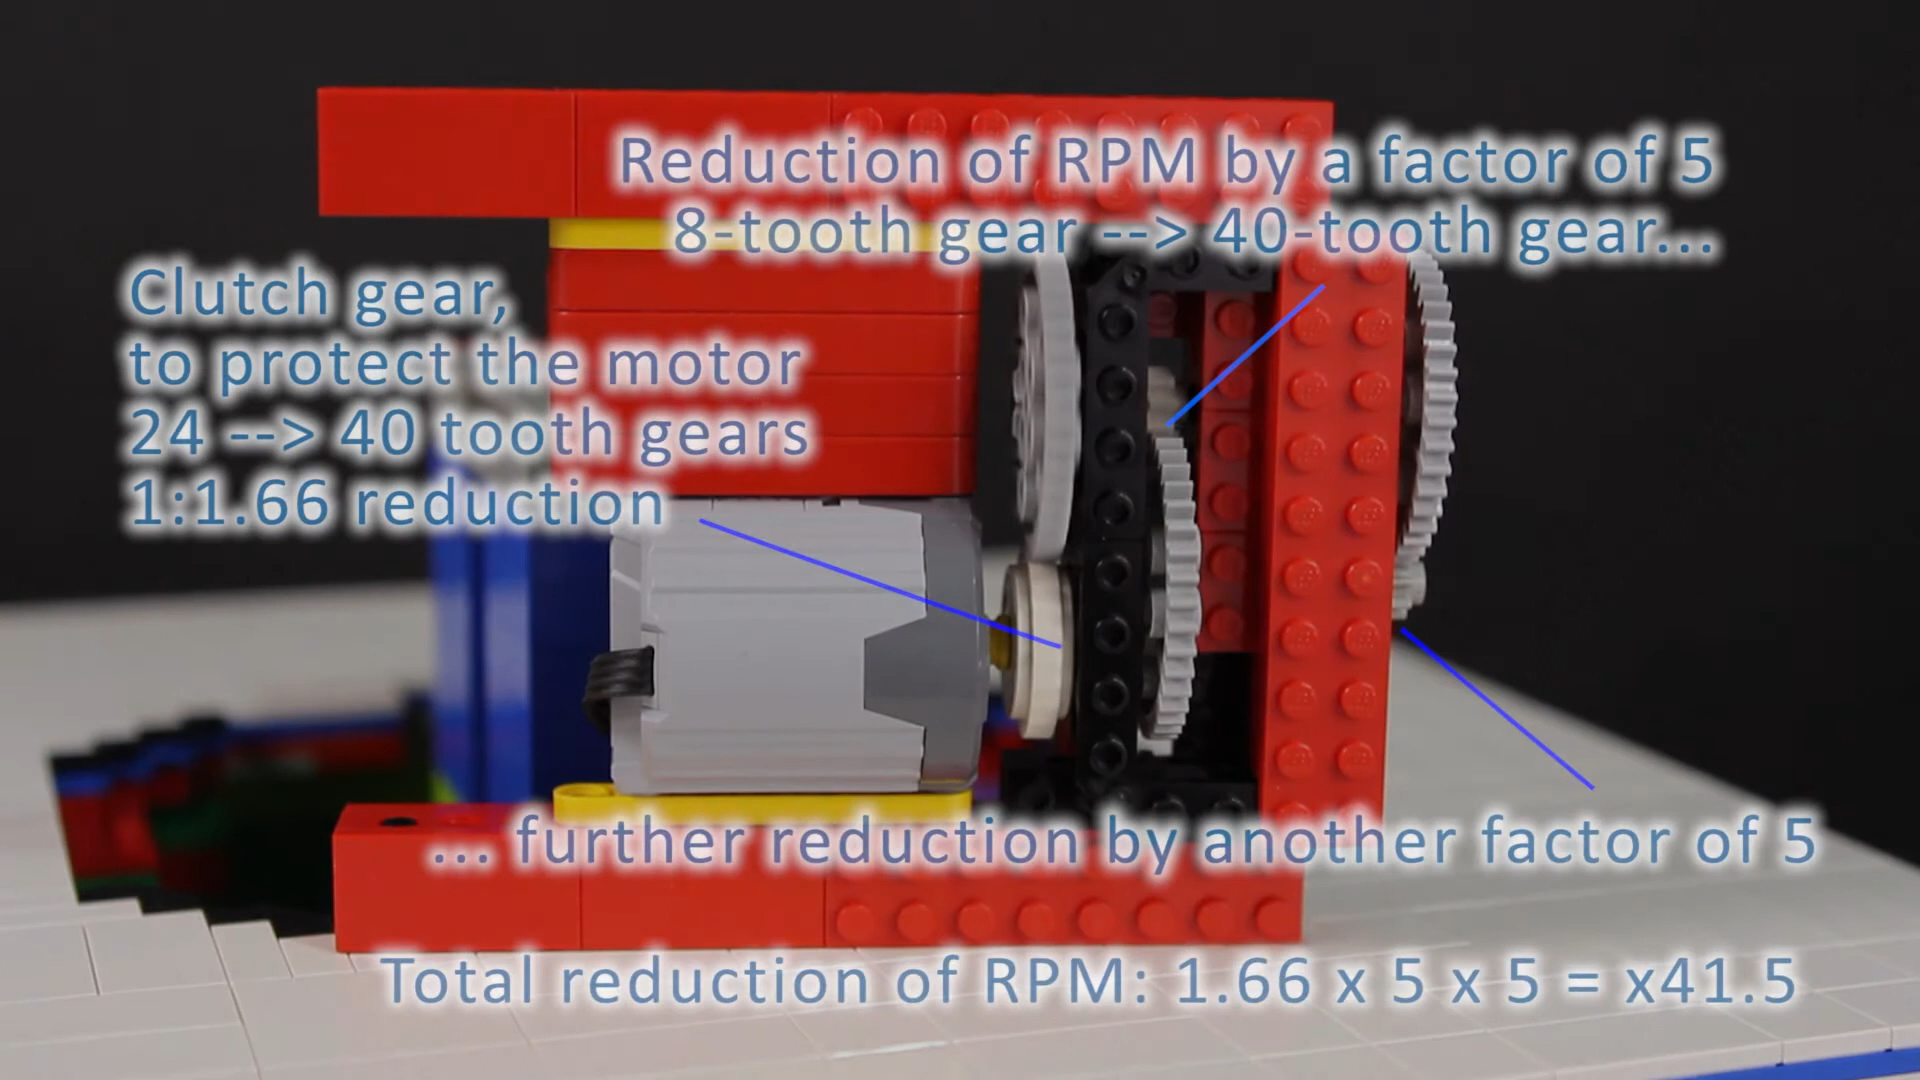 Reduction of RPM by a factor of 5
8-tooth gear --> 40-tooth gear...
Clutch gear,
to protect the motor
24 --> 40 tooth gears
1:1.66 reduction
... further reduction by another factor of 5
Total reduction of RPM: 1.66 x 5 x 5 = x41.5